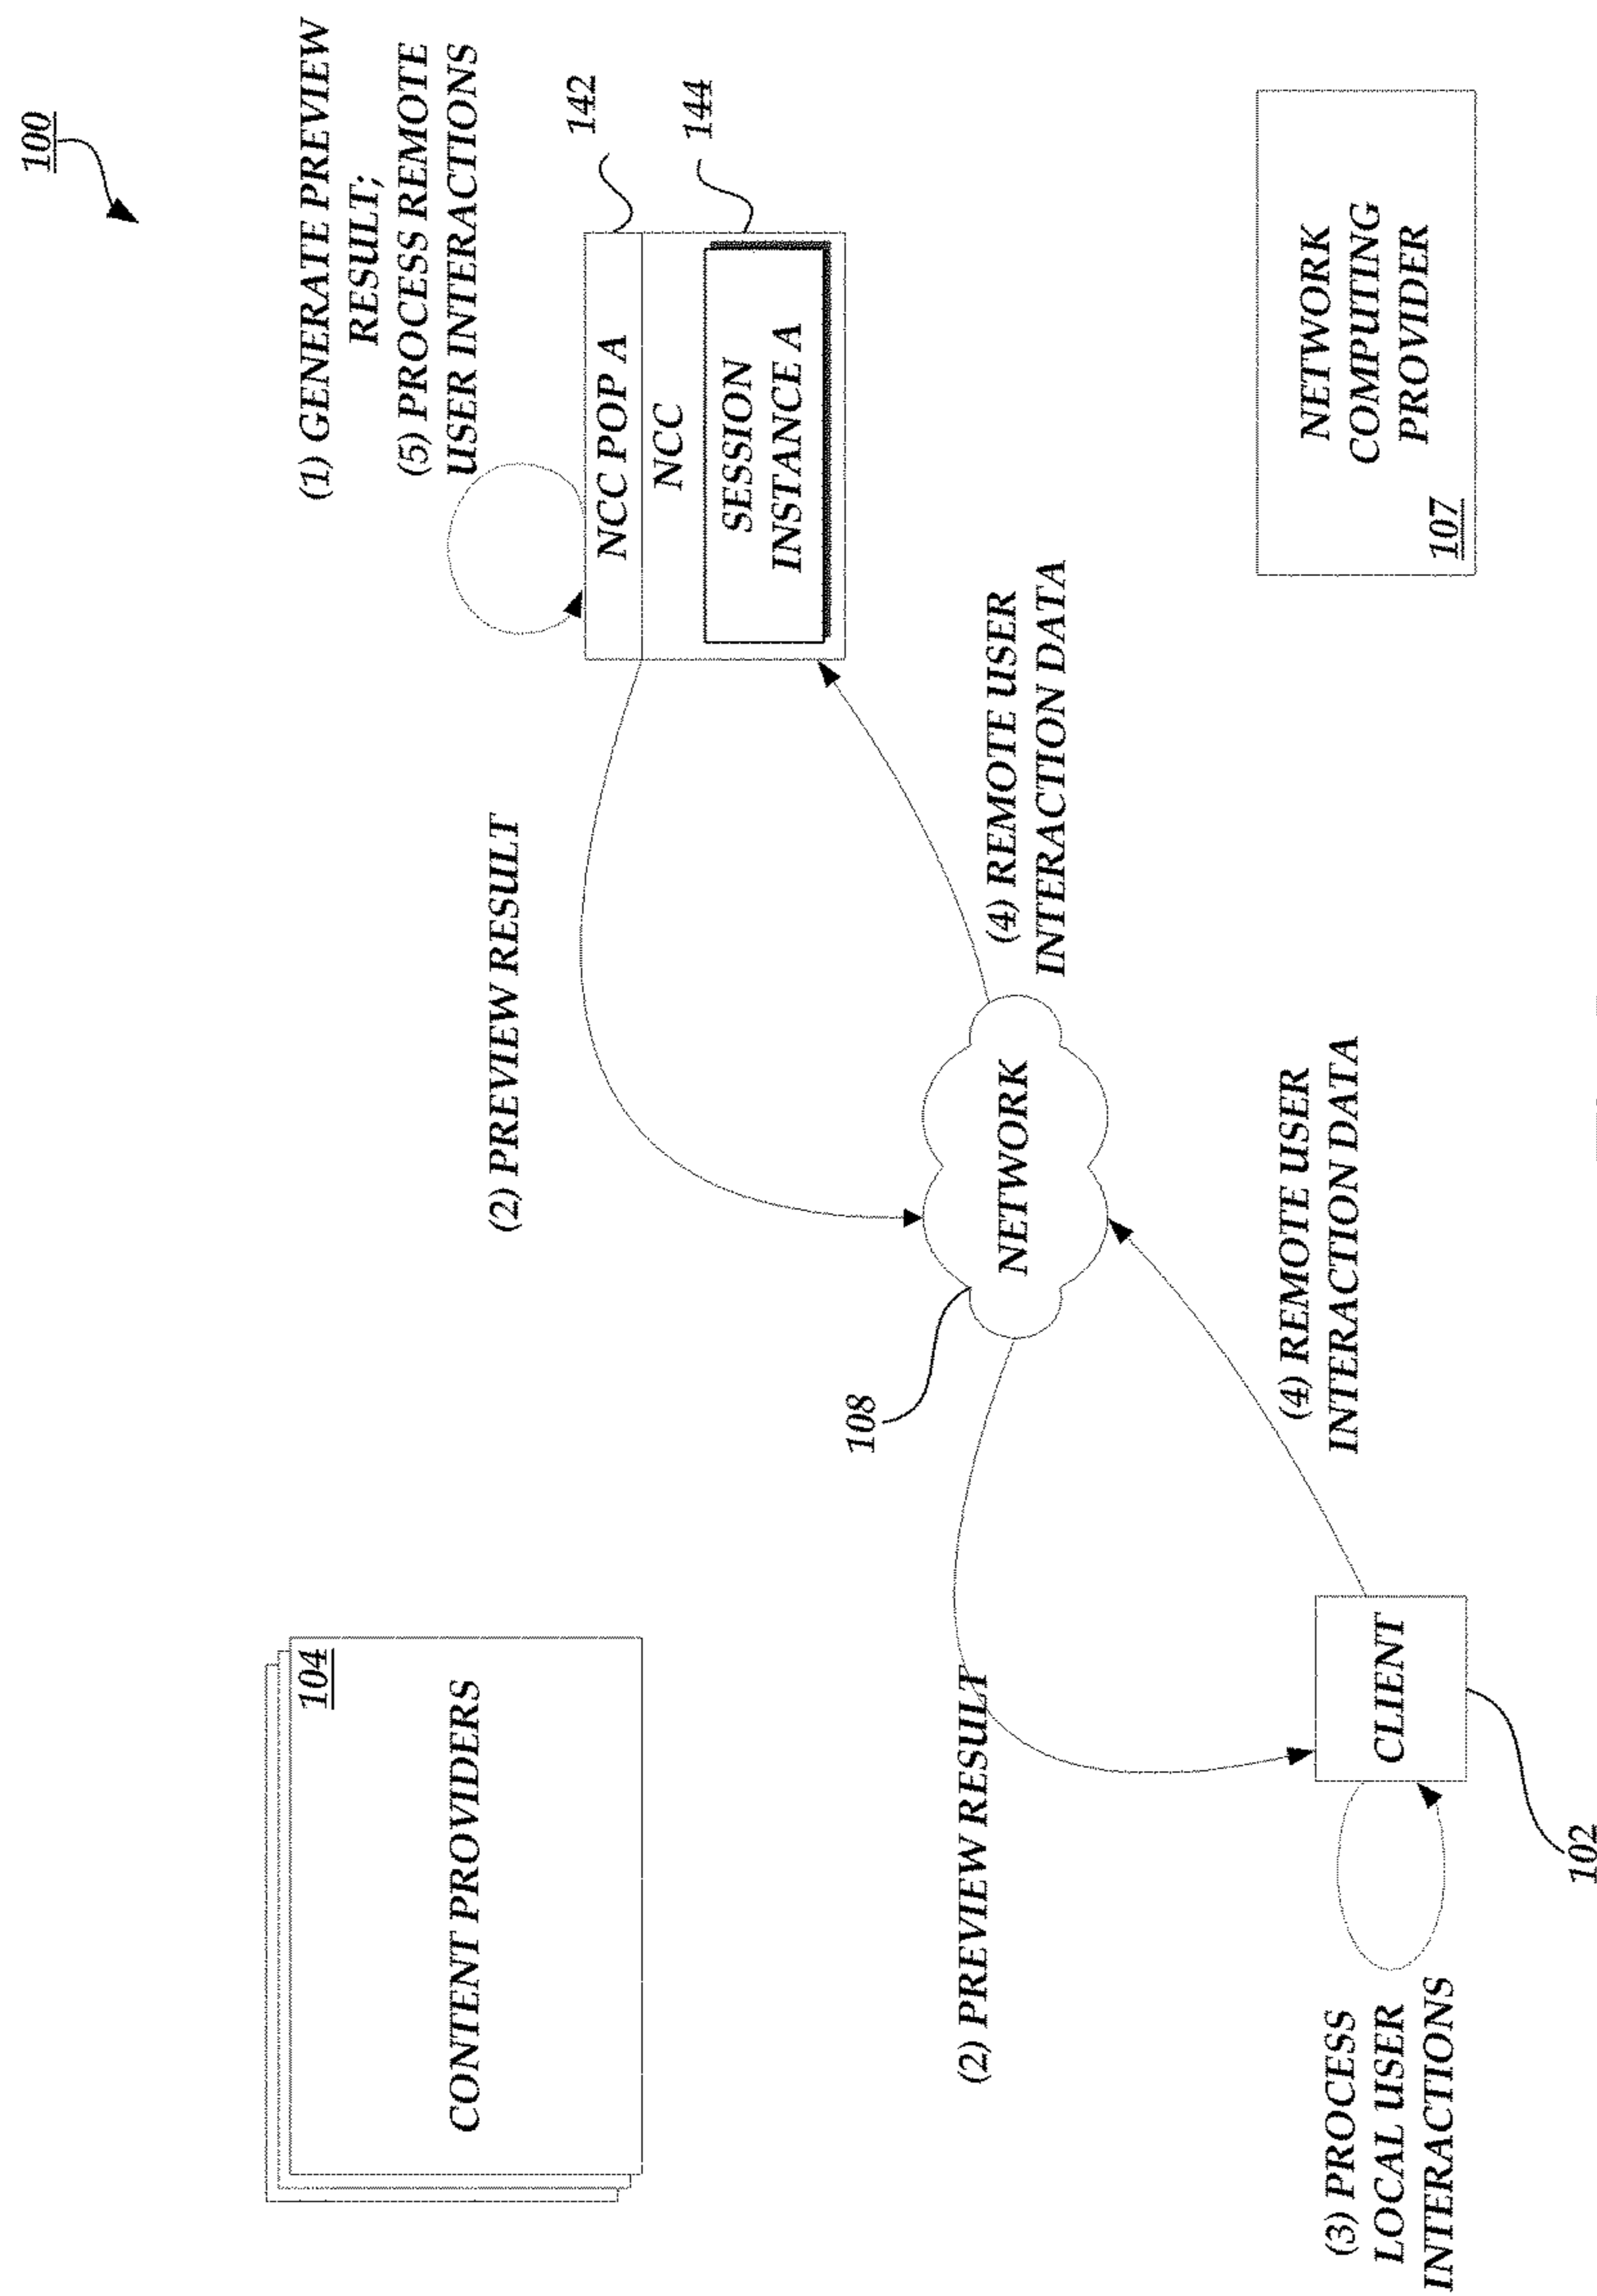 100
(1) GENERATE PREVIEW
RESULT;
(5) PROCESS REMOTE
USER INTERACTIONS
142
144
NCC POP A
NCC
SESSION
INSTANCE A
104
CONTENT PROVIDERS
(2) PREVIEW RESULT
108
NETWORK
(4) REMOTE USER
INTERACTION DATA
NETWORK
COMPUTING
PROVIDER
107
(2) PREVIEW RESULT
(4) REMOTE USER
INTERACTION DATA
(3) PROCESS
LOCAL USER
INTERACTIONS
CLIENT
102